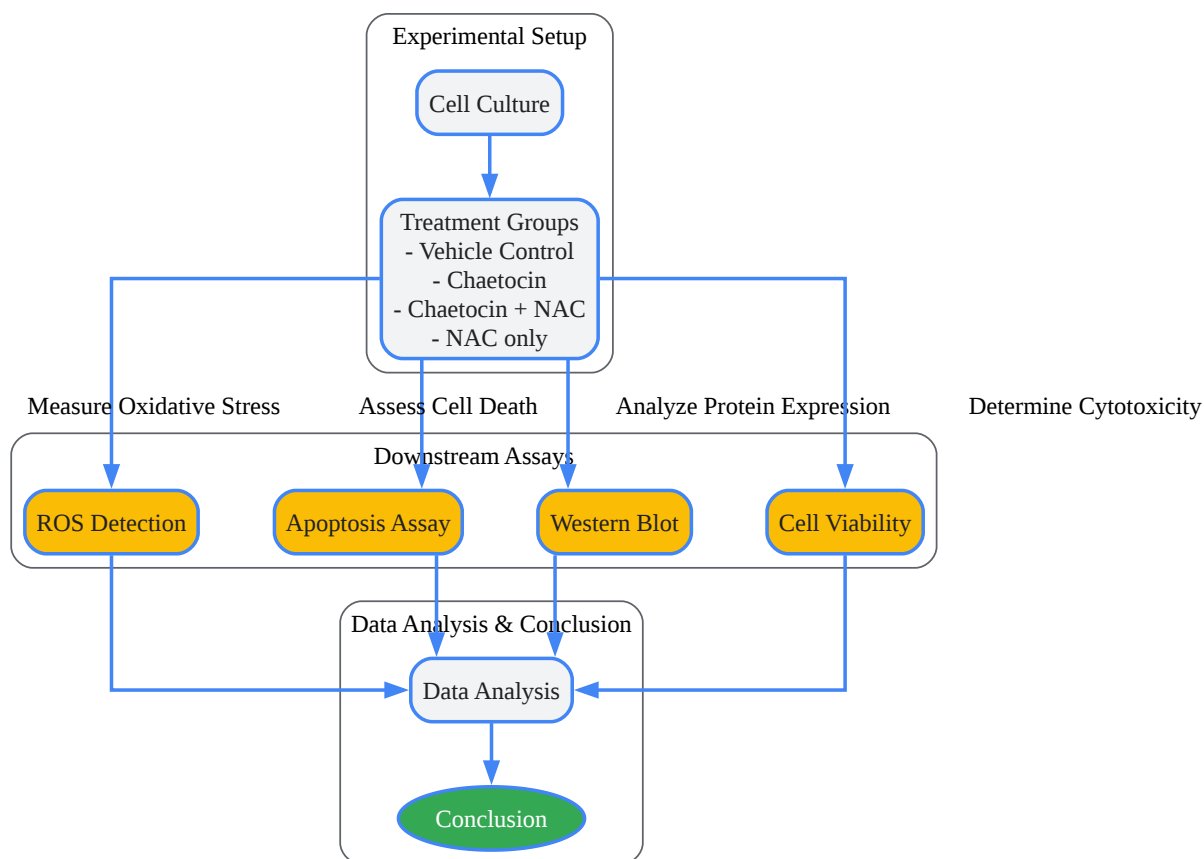 Experimental Setup
Cell Culture
Treatment Groups
- Vehicle Control
- Chaetocin
- Chaetocin + NAC
- NAC only
Measure Oxidative Stress
Assess Cell Death
Analyze Protein Expression
Determine Cytotoxicity
Downstream Assays
ROS Detection
Apoptosis Assay
Western Blot
Cell Viability
Data Analysis & Conclusion
Data Analysis
Conclusion